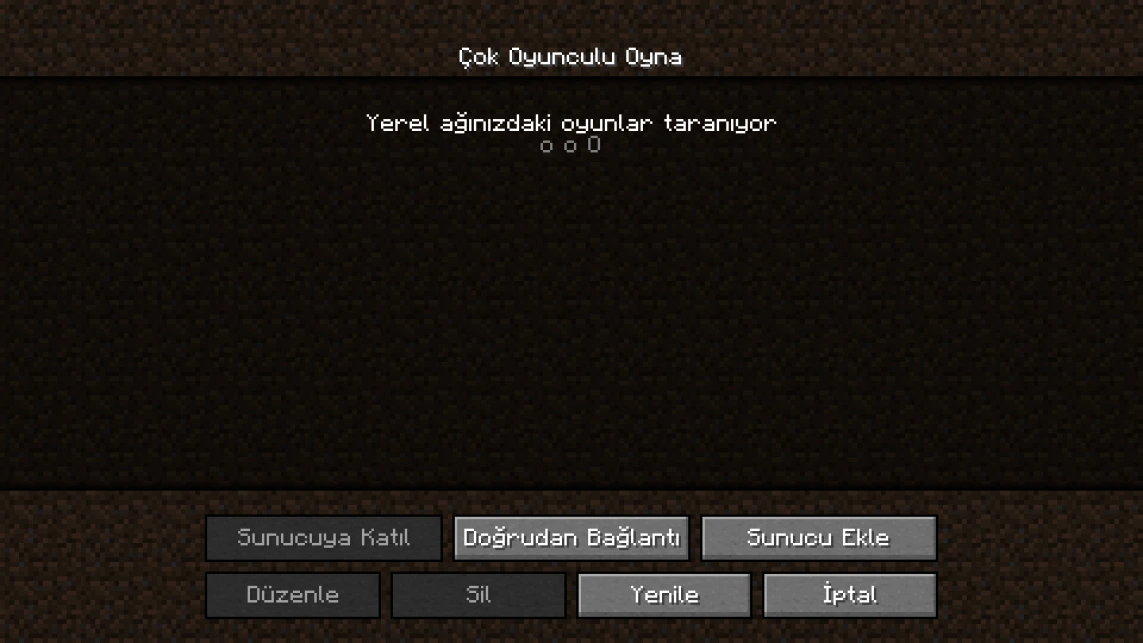 Çok Oyunculu Oyna
Yerel ağınızdaki oyunlar taranıyor
o o O
Sunucuya Katıl
Doğrudan Bağlantı
Sunucu Ekle
Düzenle
Sil
Yenile
İptal